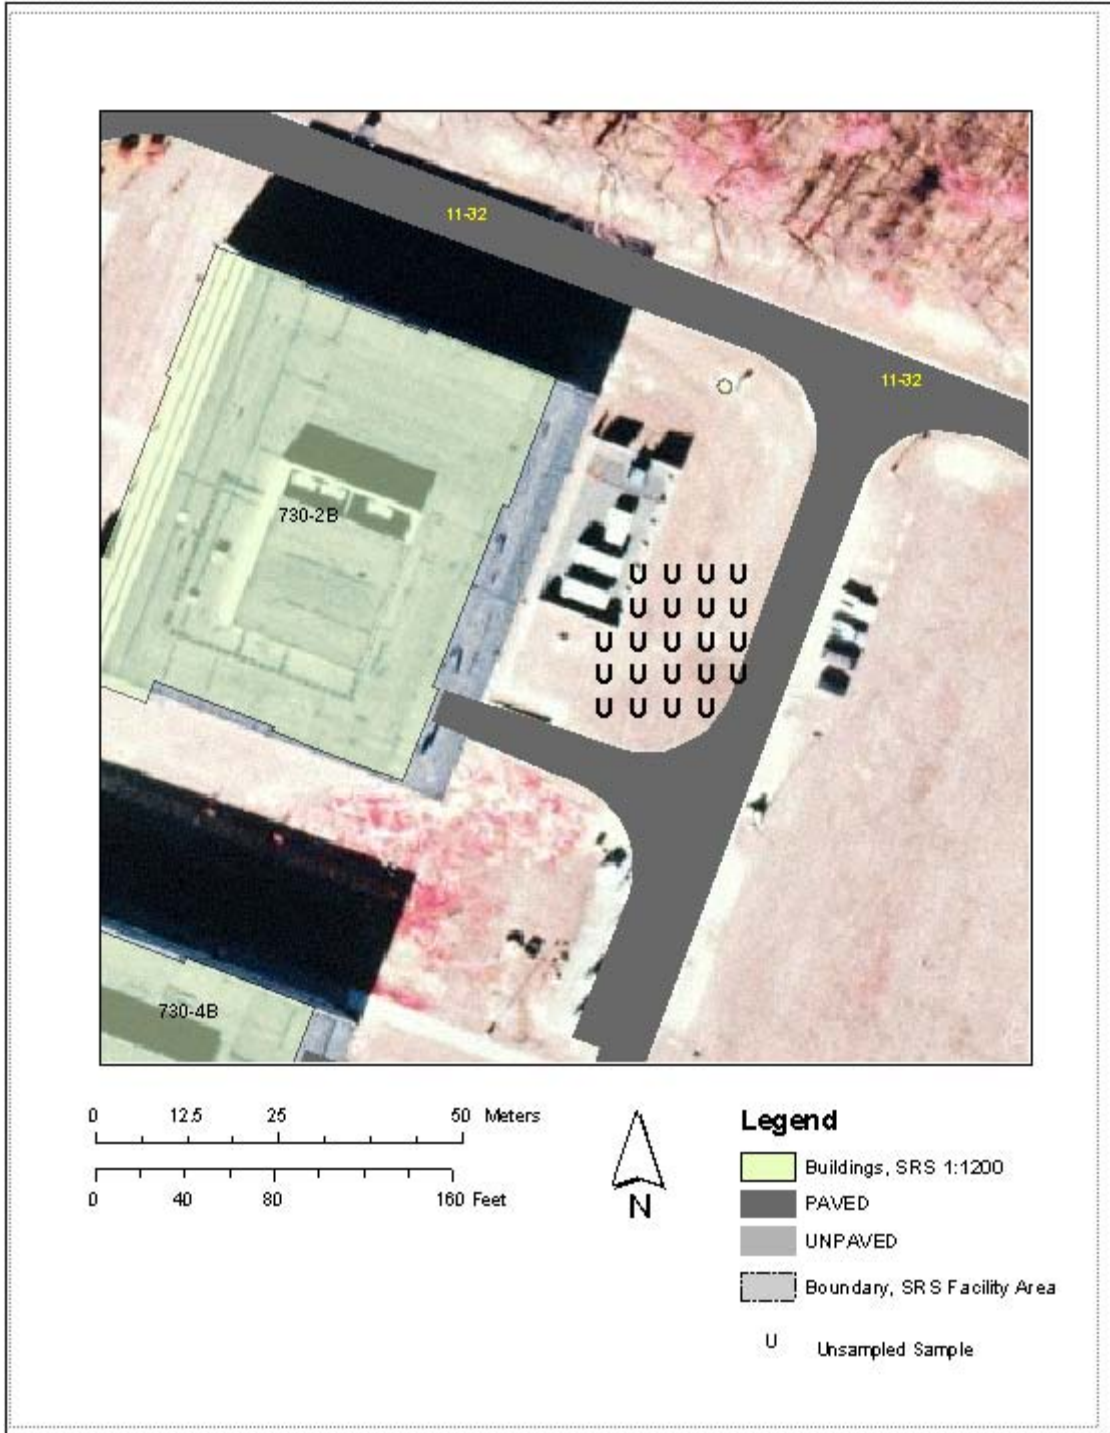 11-32
11-32
730-2B
U U U U
U U U U
U U U U U
U U U U U
U U U U
730-4B
0 12.5 25 50 Meters
0 40 80 160 Feet
N
Legend
Buildings, SRS 1:1200
PAVED
UNPAVED
Boundary, SRS Facility Area
U Unsampled Sample